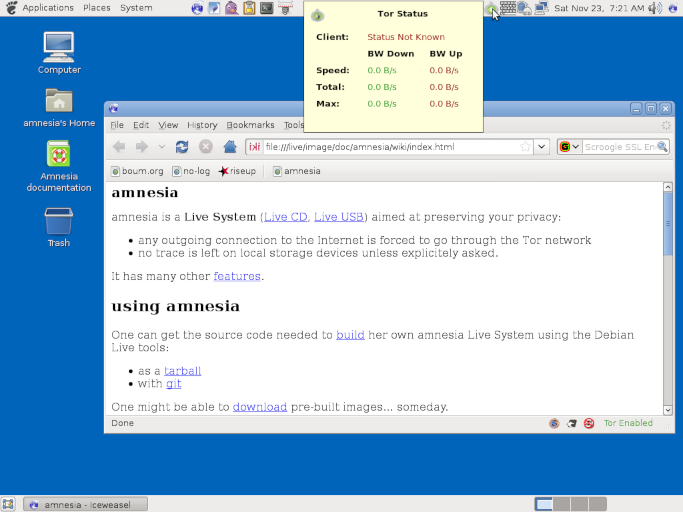 Applications Places System
Sat Nov 23, 7:21 AM
Tor Status
Client: Status Not Known
BW Down BW Up
Speed: 0.0 B/s 0.0 B/s
Total: 0.0 B/s 0.0 B/s
Max: 0.0 B/s 0.0 B/s
Computer
amnesia's Home
Amnesia
documentation
Trash
File Edit View History Bookmarks Tools
file:///live/image/doc/amnesia/wiki/index.html
Scroogle SSL En
boum.org no-log riseup amnesia
amnesia
amnesia is a Live System (Live CD, Live USB) aimed at preserving your privacy:
• any outgoing connection to the Internet is forced to go through the Tor network
• no trace is left on local storage devices unless explicitly asked.
It has many other features.
using amnesia
One can get the source code needed to build her own amnesia Live System using the Debian
Live tools:
• as a tarball
• with git
One might be able to download pre-built images... someday.
Done
Tor Enabled
amnesia - Iceweasel